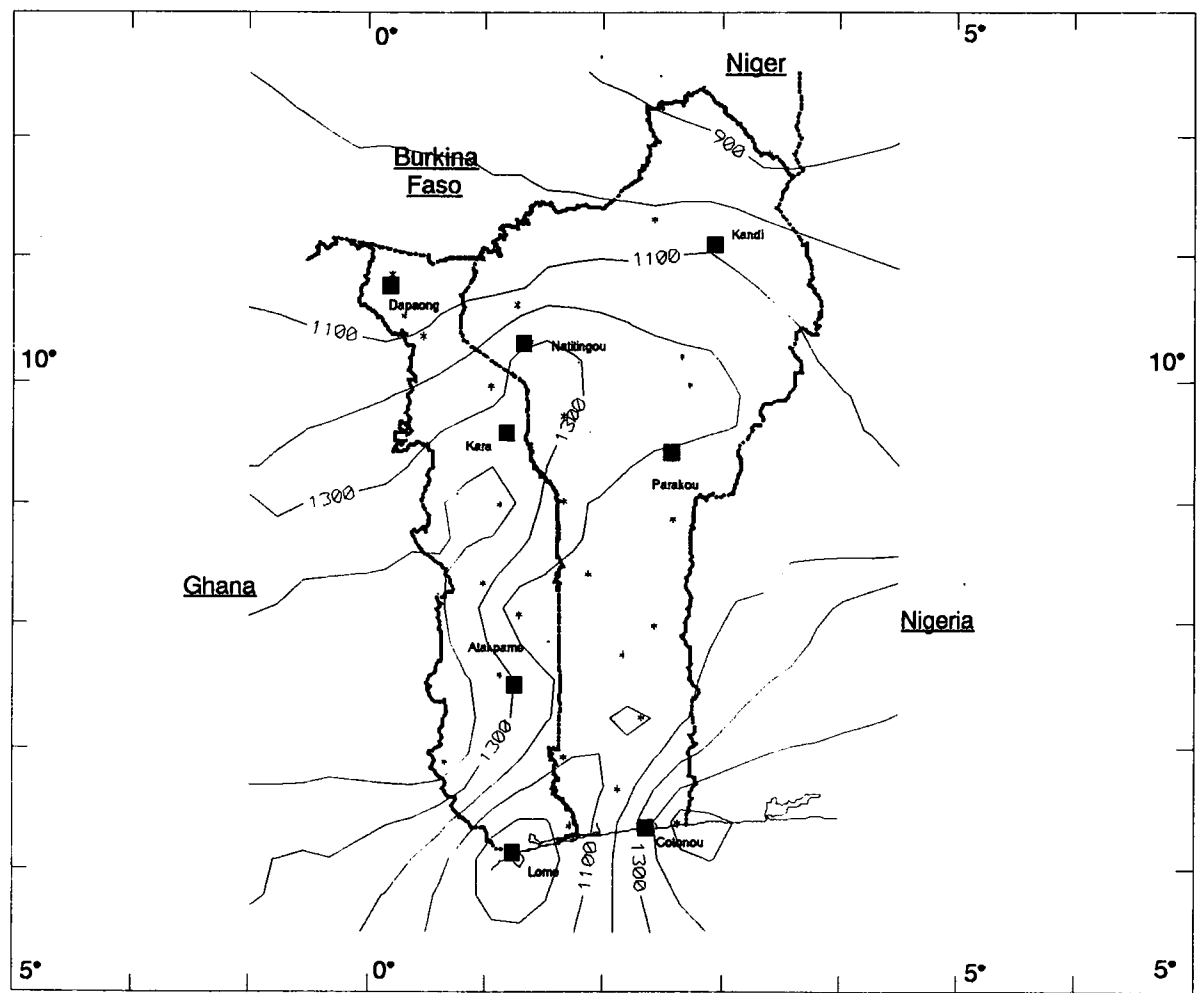 0°
5°
Niger
900
Burkina
Faso
Kandi
1100
Dapaong
1100
Natitingou
10°
10°
1300
Kara
1300
Parakou
Ghana
Nigeria
Atakpame
1300
Cotonou
1100
1300
Lome
5°
0°
5°
5°